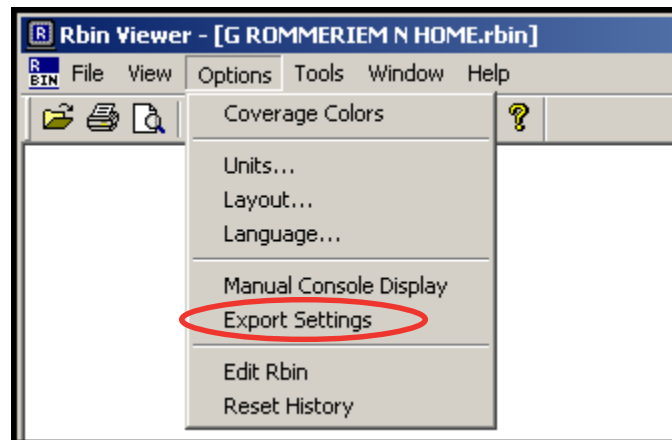 R Rbin Viewer - [G ROMMERIEM N HOME.rbin]
R BIN File View Options Tools Window Help
Coverage Colors
?
Units...
Layout...
Language...
Manual Console Display
Export Settings
Edit Rbin
Reset History